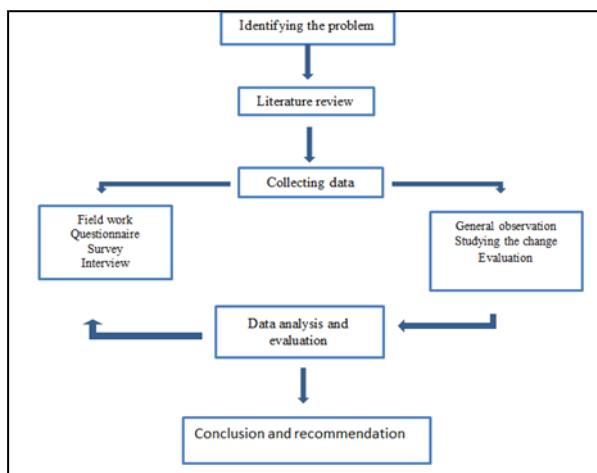 Identifying the problem
Literature review
Collecting data
Field work
Questionnaire
Survey
Interview
General observation
Studying the change
Evaluation
Data analysis and
evaluation
Conclusion and recommendation